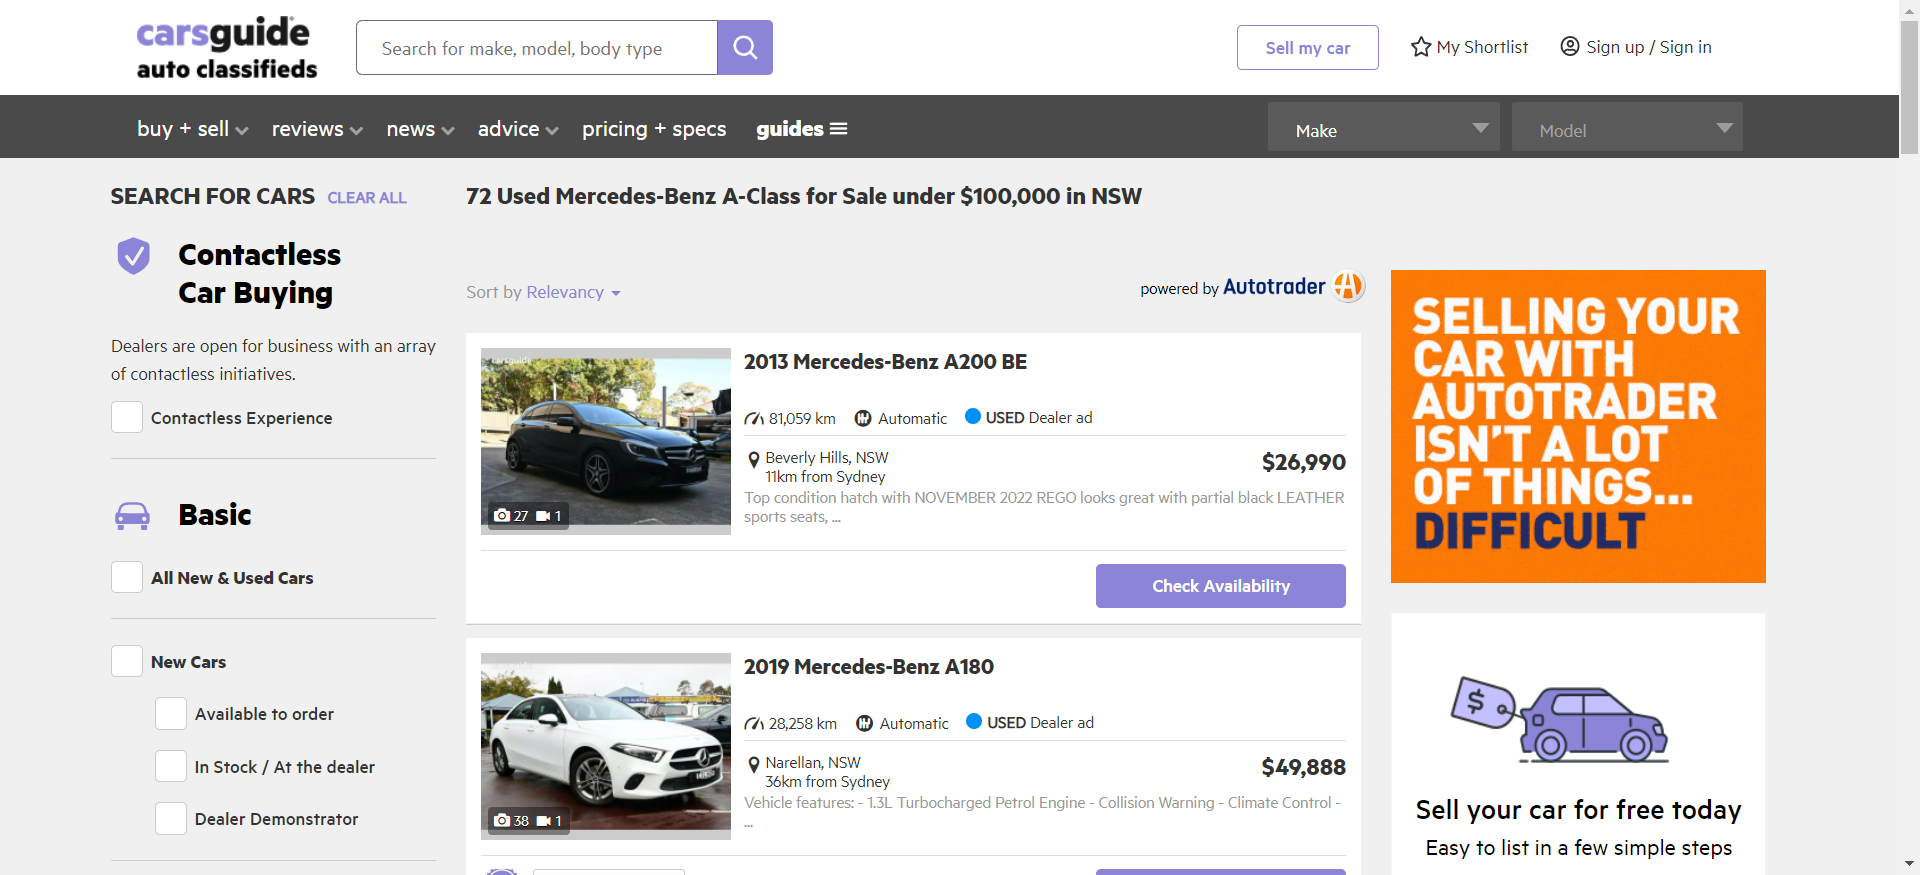 carsguide
auto classifieds
Search for make, model, body type
Sell my car
My Shortlist
Sign up / Sign in
buy + sell
reviews
news
advice
pricing + specs
guides
Make
Model
SEARCH FOR CARS CLEAR ALL
72 Used Mercedes-Benz A-Class for Sale under $100,000 in NSW
Contactless
Car Buying
Dealers are open for business with an array
of contactless initiatives.
Contactless Experience
Basic
All New & Used Cars
New Cars
Available to order
In Stock / At the dealer
Dealer Demonstrator
Sort by Relevancy
powered by Autotrader
carsguide
27 1
2013 Mercedes-Benz A200 BE
81,059 km Automatic USED Dealer ad
Beverly Hills, NSW
11km from Sydney
$26,990
Top condition hatch with NOVEMBER 2022 REGO looks great with partial black LEATHER
sports seats, ...
Check Availability
38 1
2019 Mercedes-Benz A180
28,258 km Automatic USED Dealer ad
Narellan, NSW
36km from Sydney
$49,888
Vehicle features: - 1.3L Turbocharged Petrol Engine - Collision Warning - Climate Control -
...
SELLING YOUR
CAR WITH
AUTOTRADER
ISN'T A LOT
OF THINGS...
DIFFICULT
$
Sell your car for free today
Easy to list in a few simple steps